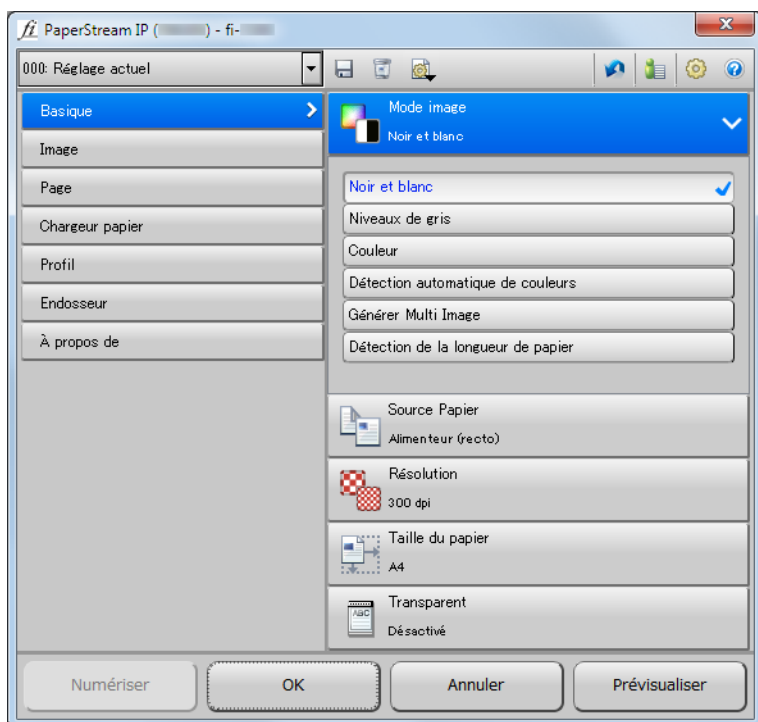 fi PaperStream IP ( ) - fi-
000: Réglage actuel
Basique
Image
Page
Chargeur papier
Profil
Endosseur
À propos de
Mode image
Noir et blanc
Noir et blanc
Niveaux de gris
Couleur
Détection automatique de couleurs
Générer Multi Image
Détection de la longueur de papier
Source Papier
Alimenteur (recto)
Résolution
300 dpi
Taille du papier
A4
ABC
Transparent
Désactivé
Numériser OK Annuler Prévisualiser